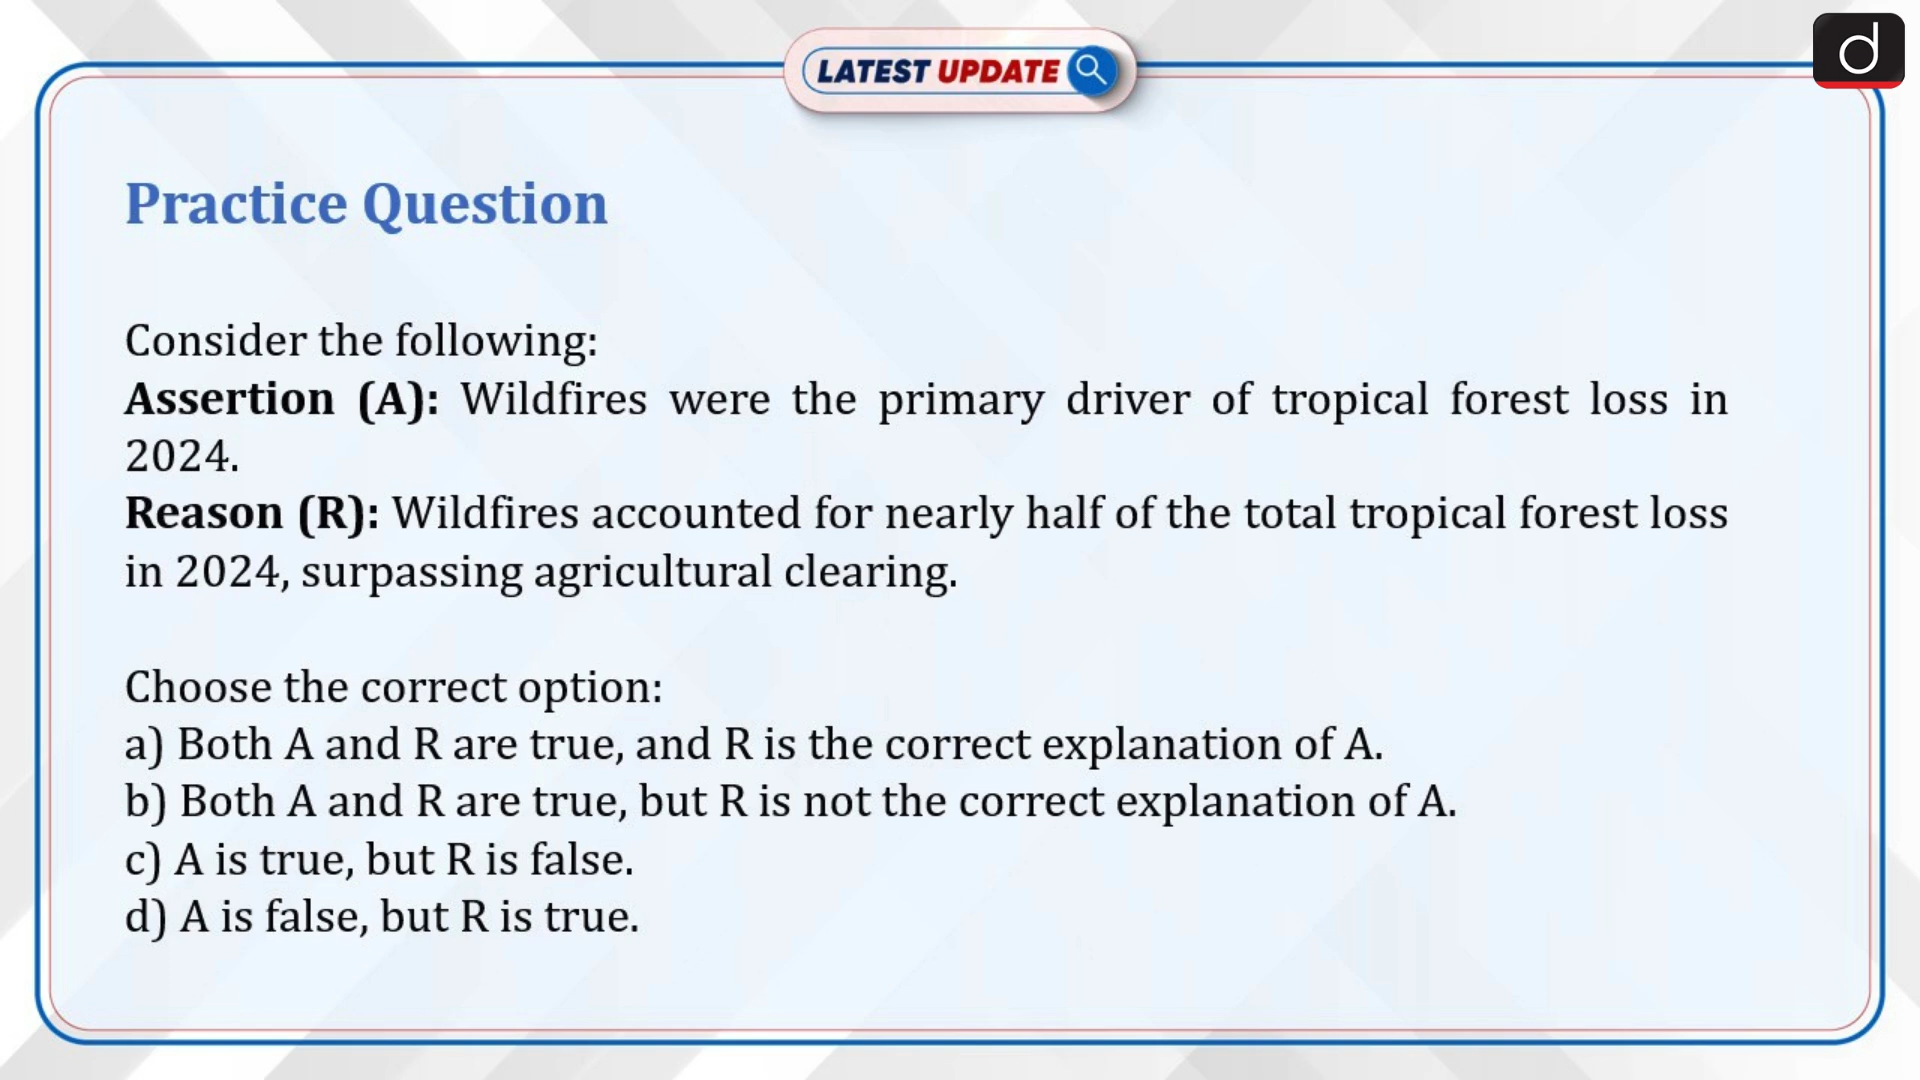 LATEST UPDATE
d
Practice Question
Consider the following:
Assertion (A): Wildfires were the primary driver of tropical forest loss in
2024.
Reason (R): Wildfires accounted for nearly half of the total tropical forest loss
in 2024, surpassing agricultural clearing.
Choose the correct option:
a) Both A and R are true, and R is the correct explanation of A.
b) Both A and R are true, but R is not the correct explanation of A.
c) A is true, but R is false.
d) A is false, but R is true.